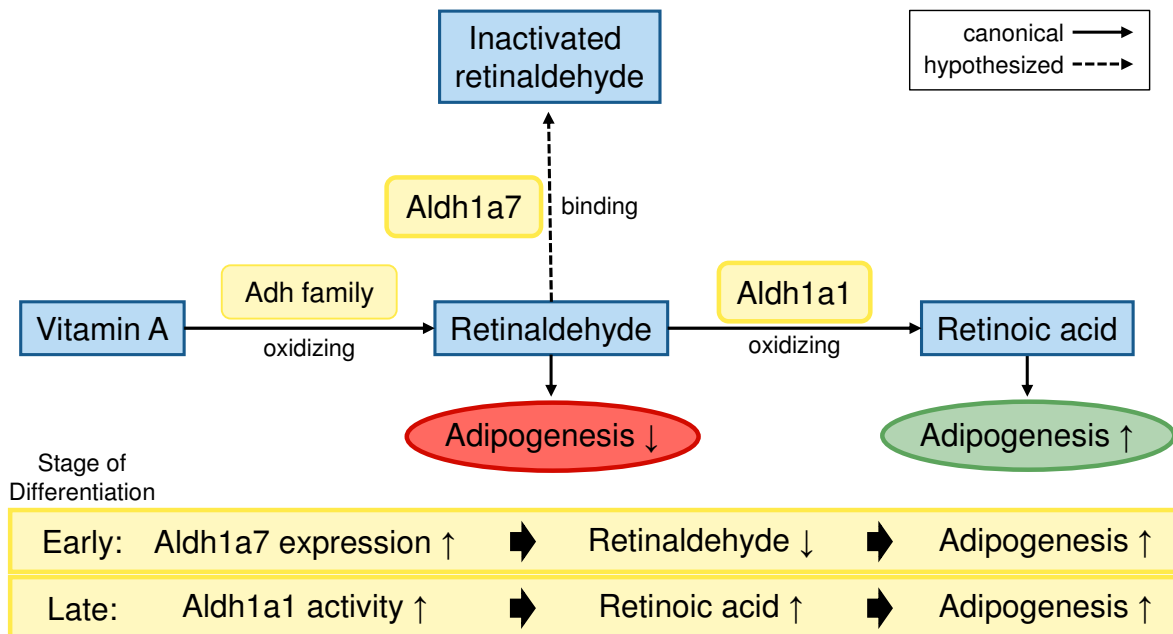 Inactivated
retinaldehyde
canonical
hypothesized
Aldh1a7
binding
Adh family
Aldh1a1
Vitamin A
oxidizing
Retinaldehyde
oxidizing
Retinoic acid
Adipogenesis ↓
Adipogenesis ↑
Stage of
Differentiation
Early: Aldh1a7 expression ↑ Retinaldehyde ↓ Adipogenesis ↑
Late: Aldh1a1 activity ↑ Retinoic acid ↑ Adipogenesis ↑